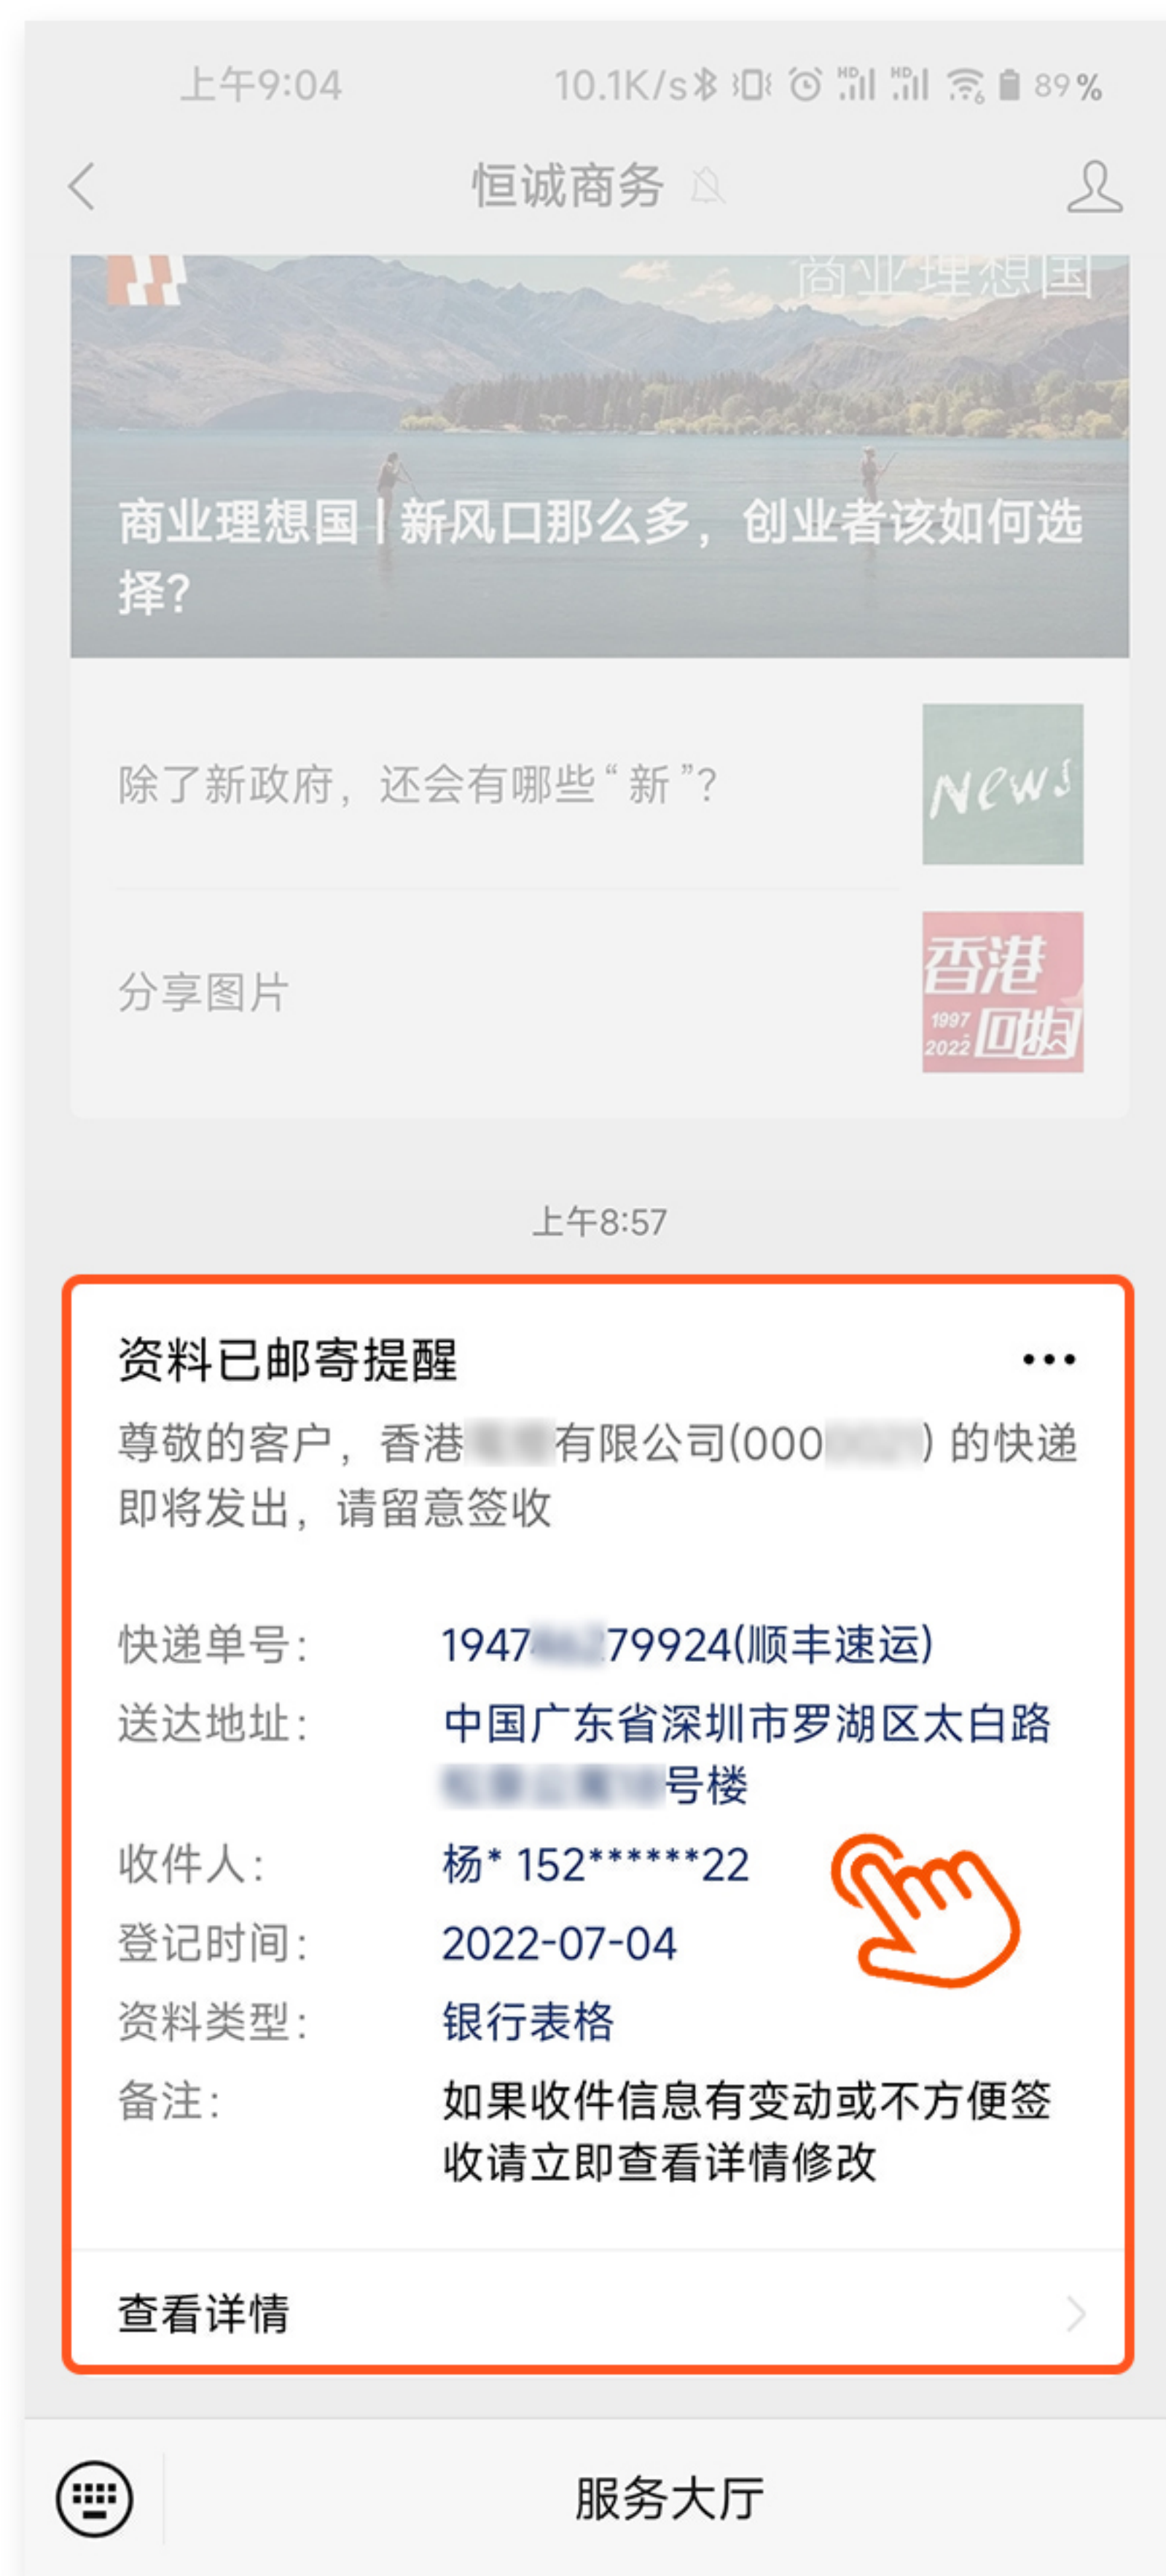 上午9:04 10.1K/s HD HD 6 89%
恒诚商务
商业理想国
商业理想国 | 新风口那么多，创业者该如何选
择?
除了新政府，还会有哪些“新”?
News
分享图片
香港
1997
2022
回归
上午8:57
资料已邮寄提醒
尊敬的客户，香港 有限公司(000 ) 的快递
即将发出，请留意签收
快递单号: 1947 279924(顺丰速运)
送达地址: 中国广东省深圳市罗湖区太白路
号楼
收件人: 杨* 152******22
登记时间: 2022-07-04
资料类型: 银行表格
备注: 如果收件信息有变动或不方便签
收请立即查看详情修改
查看详情
服务大厅